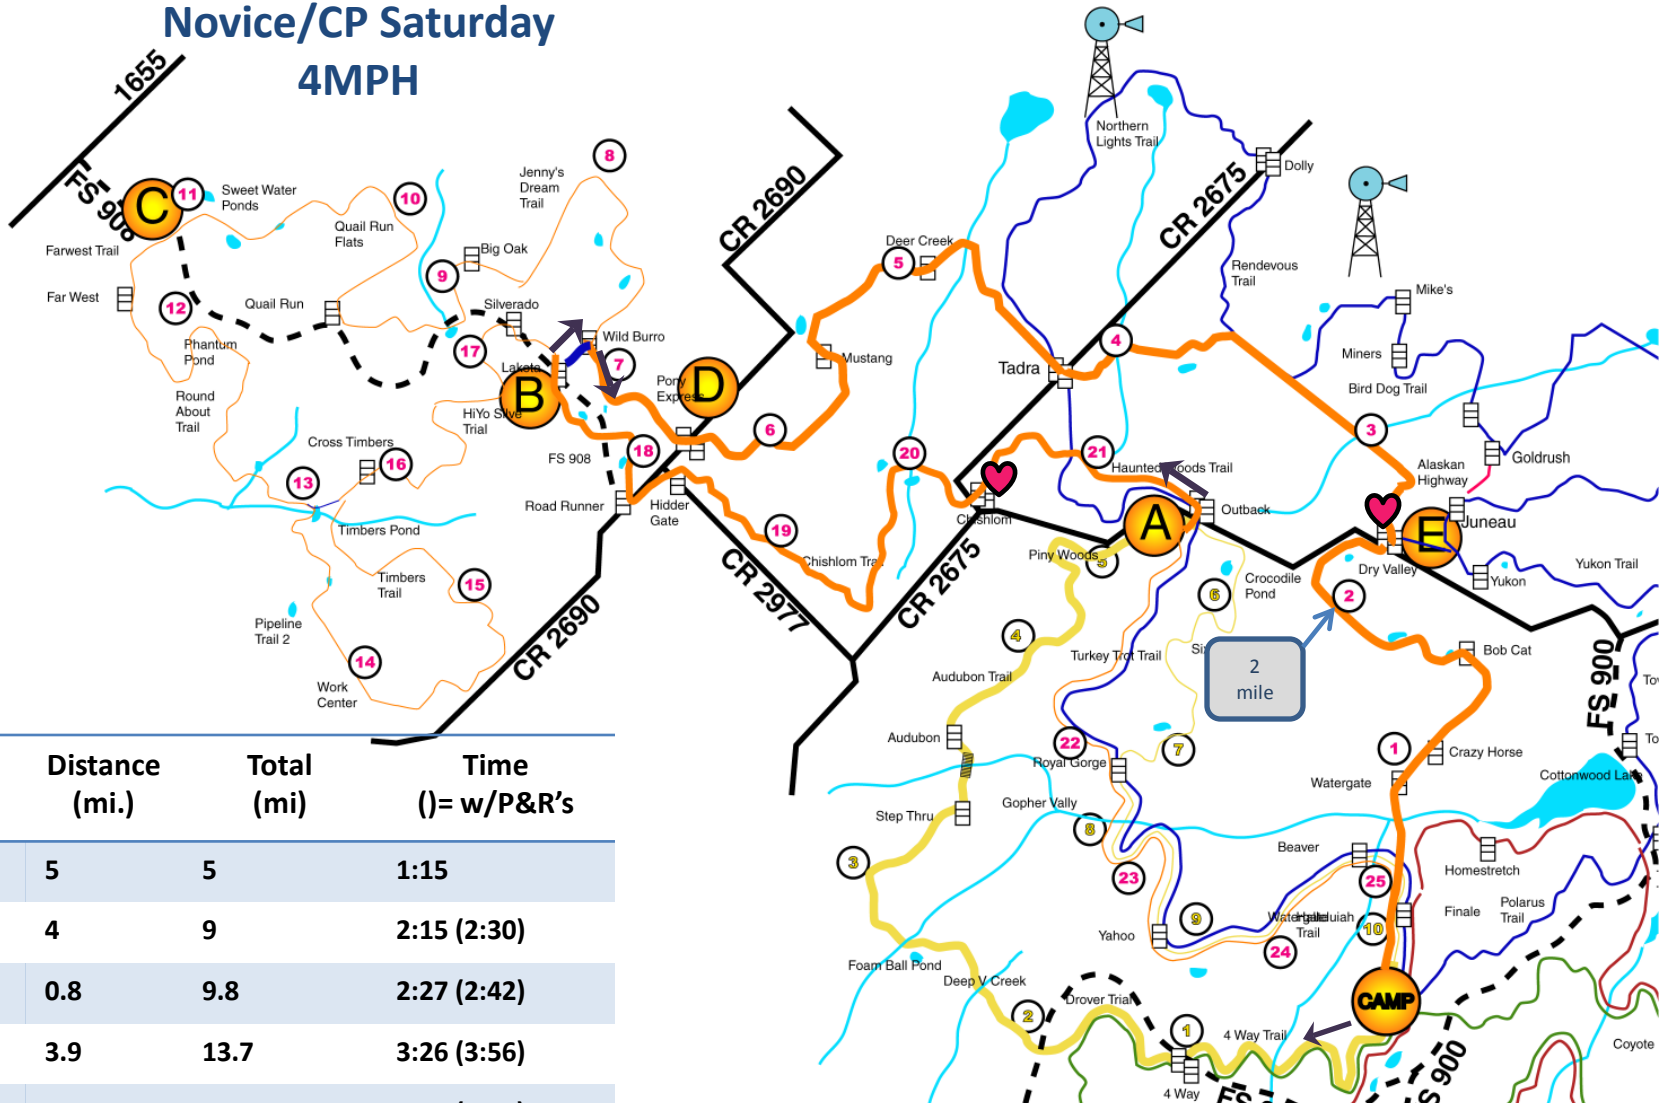 Novice/CP Saturday
4MPH
1655
FS 908
C
11
Sweet Water
Ponds
10
Quail Run
Flats
Farwest Trail
Far West
12
Quail Run
Phantum
Pond
Round
About
Trail
8
Jenny's
Dream
Trail
Big Oak
9
Silverado
17
Wild Burro
7
Lakota
B
HiYo Silve
Trial
Pony
Express
D
CR 2690
Cross Timbers
16
13
FS 908
18
Road Runner
Hidder
Gate
Timbers Pond
Timbers
Trail
15
Pipeline
Trail 2
14
Work
Center
CR 2690
CR 2977
6
Mustang
5
Deer Creek
19
Chishlom Tra
20
Chishlom
CR 2675
Northern
Lights Trail
Dolly
CR 2675
Rendevous
Trail
4
Tadra
21
Haunted Woods Trail
Outback
A
Mike's
Miners
Bird Dog Trail
3
Goldrush
Alaskan
Highway
Juneau
E
Dry Valley
Yukon
Yukon Trail
2
Crocodile
Pond
Piny Woods
5
6
4
Turkey Trot Trail
Six
2
mile
Bob Cat
FS 900
Tov
To
Audubon Trail
Audubon
22
Royal Gorge
7
1
Crazy Horse
Watergate
Cottonwood Lake
Gopher Vally
Step Thru
8
3
23
Beaver
25
Homestretch
Finale
Polarus
Trail
9
Yahoo
24
Trail
10
Foam Ball Pond
Deep V Creek
CAMP
Drover Trial
2
1
4 Way Trail
4 Way
FS 9
S 900
Coyote
Distance
(mi.)
Total
(mi)
Time
()= w/P&R's
5 5 1:15
4 9 2:15 (2:30)
0.8 9.8 2:27 (2:42)
3.9 13.7 3:26 (3:56)